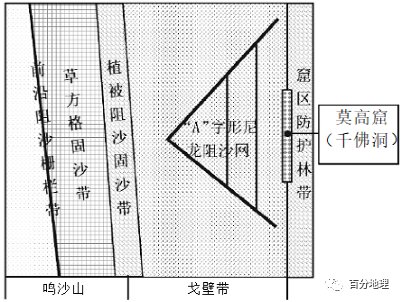 前沿阻沙栅栏带
草方格固沙带
植被阻沙固沙带
“A”字形尼
龙阻沙网
窟区防护林带
莫高窟
（千佛洞）
鸣沙山
戈壁带
百分地理